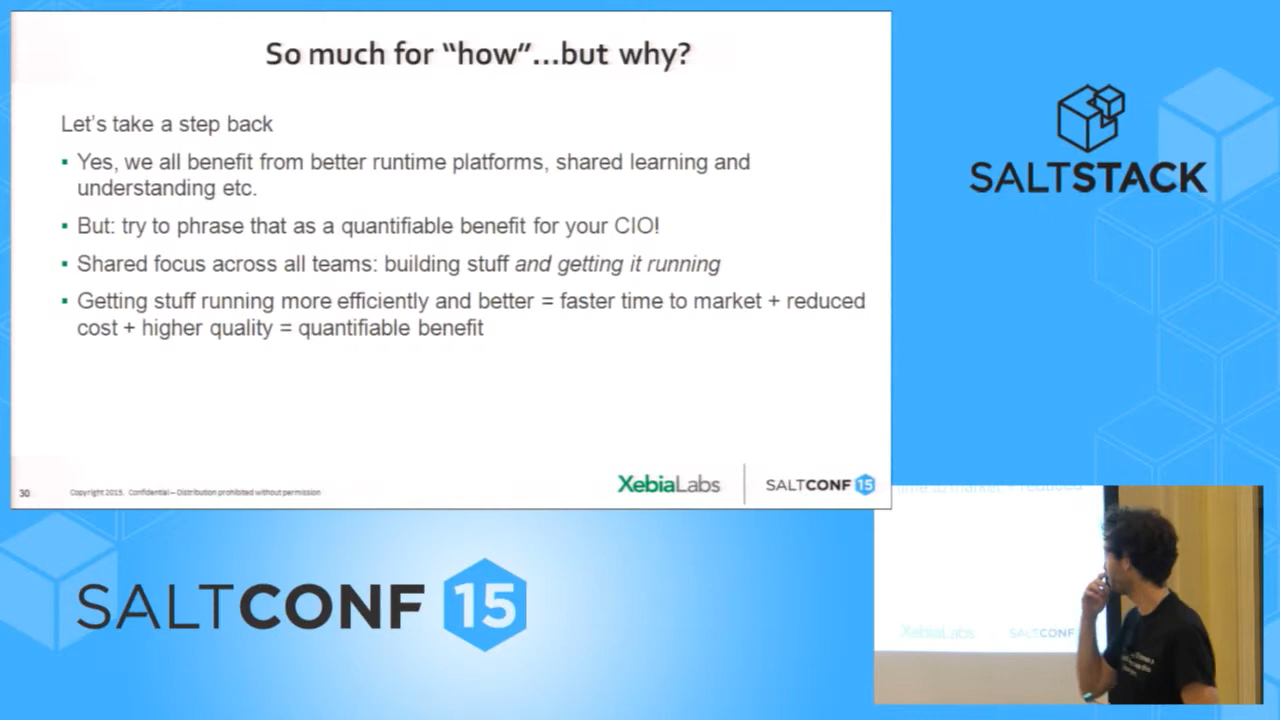 So much for “how”...but why?
Let’s take a step back
▪ Yes, we all benefit from better runtime platforms, shared learning and
understanding etc.
▪ But: try to phrase that as a quantifiable benefit for your CIO!
▪ Shared focus across all teams: building stuff and getting it running
▪ Getting stuff running more efficiently and better = faster time to market + reduced
cost + higher quality = quantifiable benefit
30
Copyright 2015. Confidential – Distribution prohibited without permission
XebiaLabs
SALTCONF 15
SALTSTACK
SALTCONF 15
time to market + reduced
XebiaLabs
SALTCONF